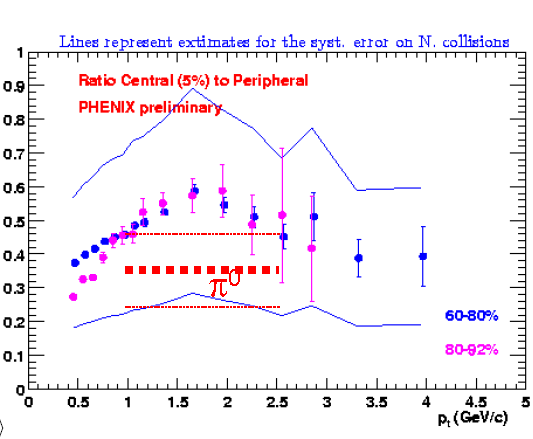 Lines represent extimates for the syst. error on N. collisions
1
0.9
Ratio Central (5%) to Peripheral
0.8
PHENIX preliminary
0.7
0.6
0.5
0.4
0.3
π⁰
0.2
60-80%
0.1
80-92%
0
0 0.5 1 1.5 2 2.5 3 3.5 4 4.5 5
pₜ (GeV/c)
)